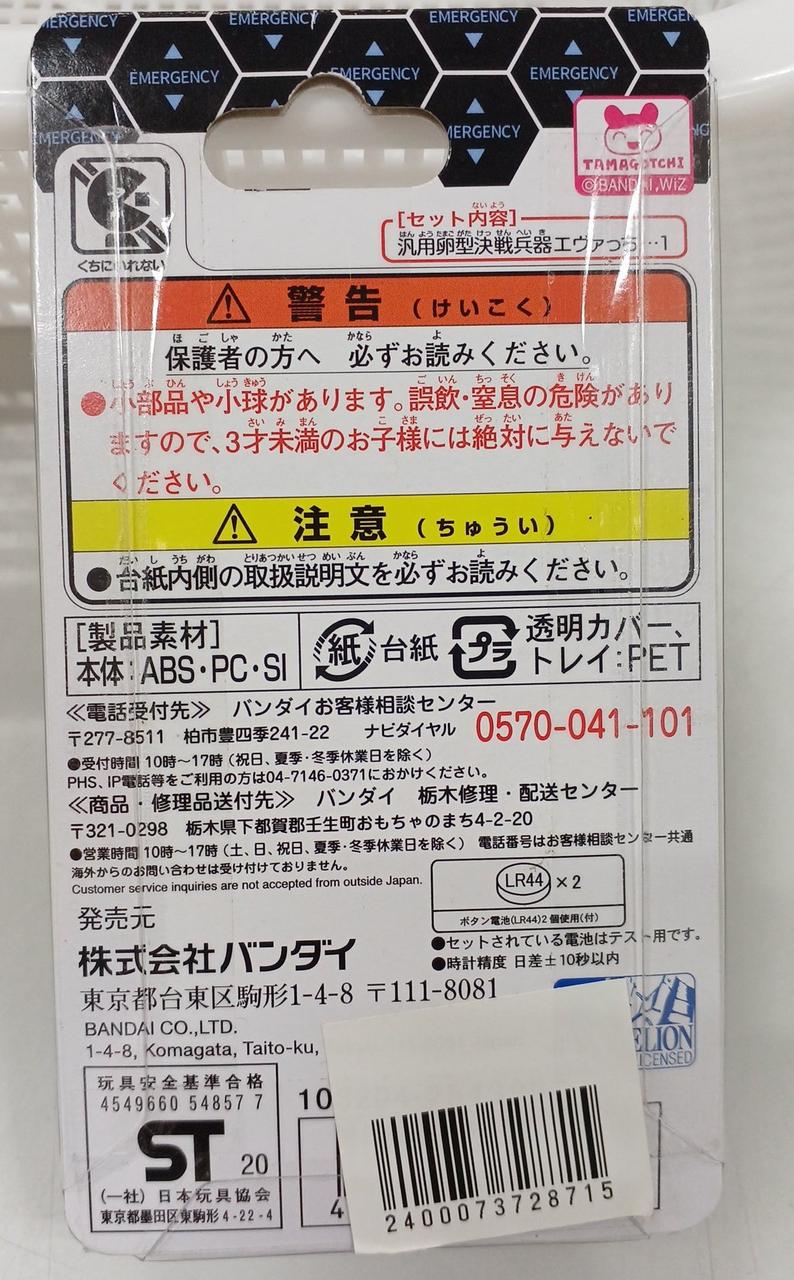 EMERGENCY EMERGENCY EMERGENCY
EMERGENCY EMERGENCY EMERGENCY
EMERGENCY EMERGENCY
TAMAGOTCHI
©BANDAI,WiZ
くちにいれない
[セット内容]
汎用卵型決戦兵器エヴァっち…1
警告(けいこく)
保護者の方へ 必ずお読みください。
●小部品や小球があります。誤飲・窒息の危険があり
ますので、3才未満のお子様には絶対に与えないで
ください。
注意(ちゅうい)
●台紙内側の取扱説明文を必ずお読みください。
[製品素材]
本体:ABS・PC・SI
紙 台紙
プラ 透明カバー、
トレイ:PET
≪電話受付先≫ バンダイお客様相談センター
〒277-8511 柏市豊四季241-22 ナビダイヤル 0570-041-101
●受付時間 10時〜17時(祝日、夏季・冬季休業日を除く)
PHS、IP電話等をご利用の方は04-7146-0371におかけください。
≪商品・修理品送付先≫ バンダイ 栃木修理・配送センター
〒321-0298 栃木県下都賀郡壬生町おもちゃのまち4-2-20
●営業時間 10時〜17時(土、日、祝日、夏季・冬季休業日を除く) 電話番号はお客様相談センター共通
海外からのお問い合わせは受け付けておりません。
Customer service inquiries are not accepted from outside Japan.
LR44 ×2
ボタン電池(LR44)2個使用(付)
●セットされている電池はテスト用です。
●時計精度 日差±10秒以内
発売元
株式会社バンダイ
東京都台東区駒形1-4-8 〒111-8081
BANDAI CO.,LTD.
1-4-8, Komagata, Taito-ku,
ELION
LICENSED
玩具安全基準合格
4549660 54857 7
ST 20
(一社)日本玩具協会
東京都墨田区東駒形4-22-4
10
4
2400073728715